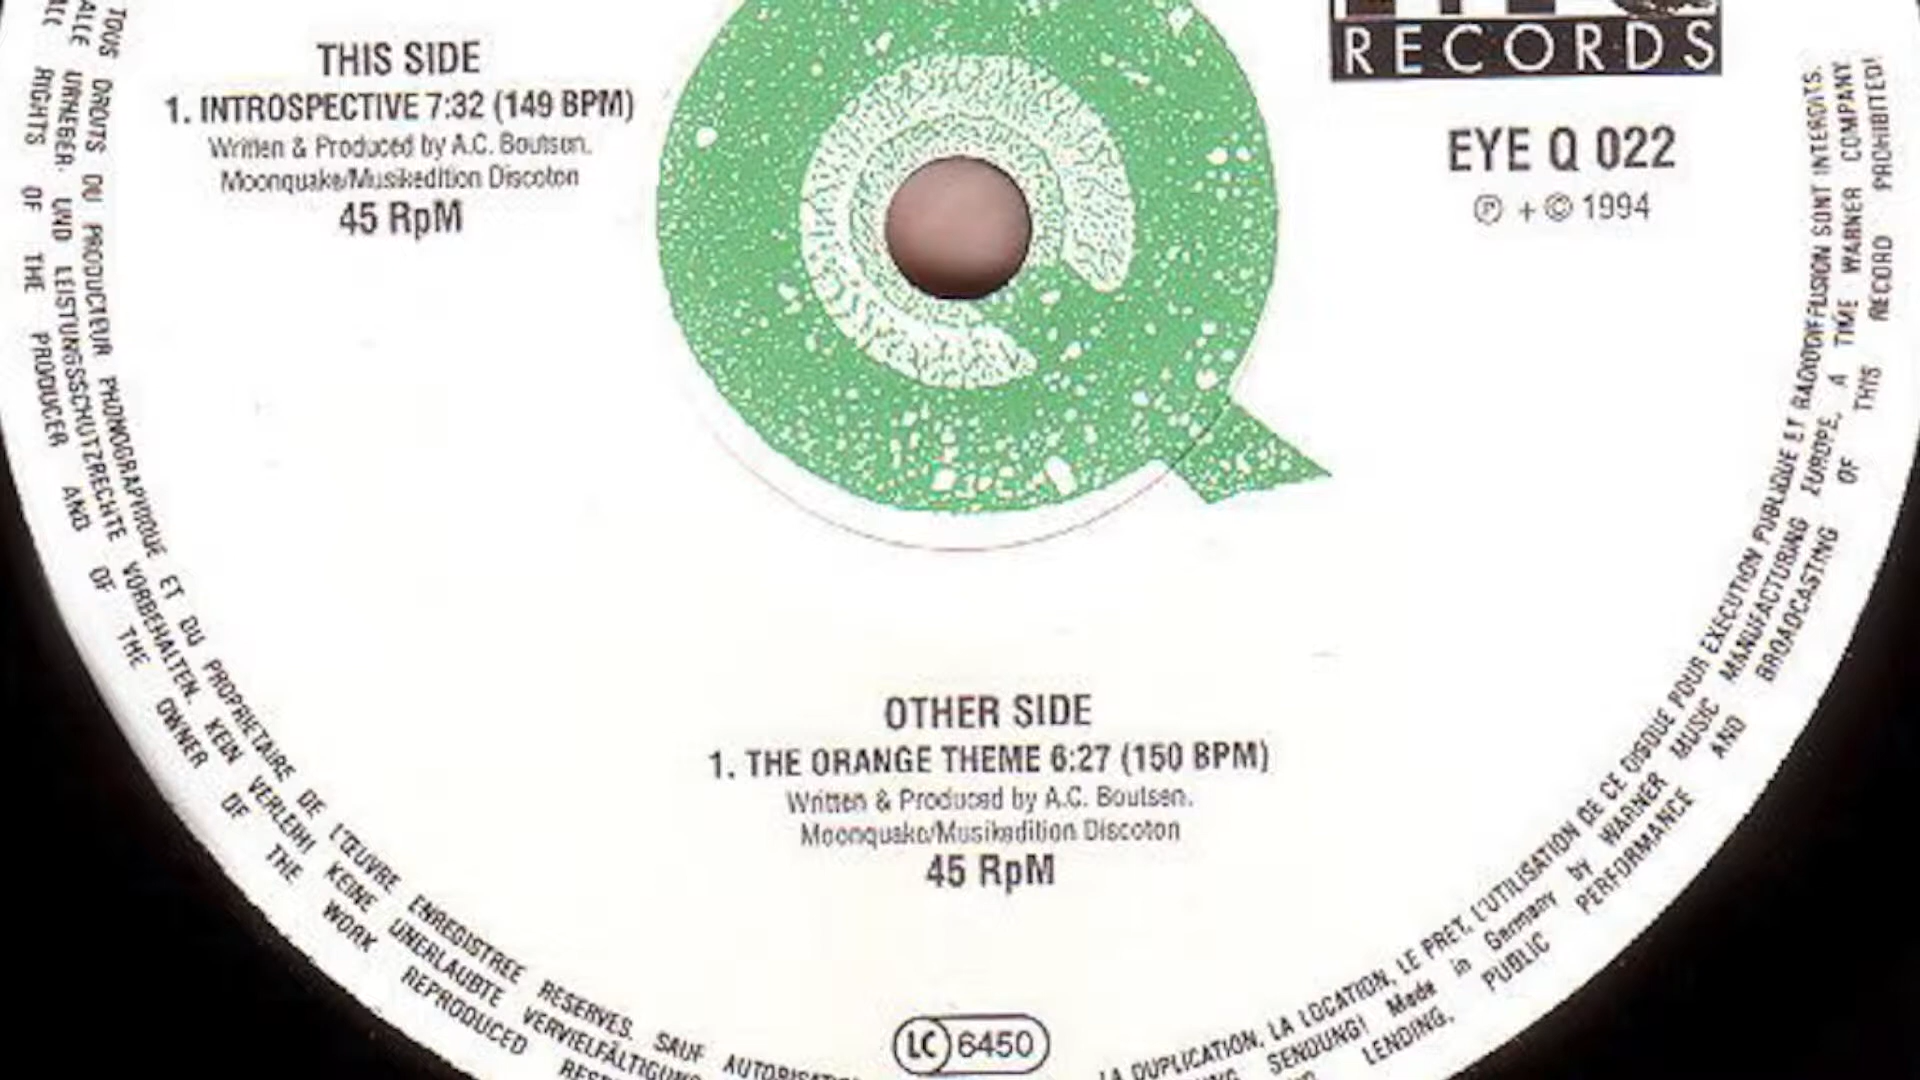 THIS SIDE
1. INTROSPECTIVE 7:32 (149 BPM)
Written & Produced by A.C. Boutsen.
Moonquake/Musikedition Discoton
45 RpM
RECORDS
EYE Q 022
℗ + © 1994
OTHER SIDE
1. THE ORANGE THEME 6:27 (150 BPM)
Written & Produced by A.C. Boutsen.
Moonquake/Musikedition Discoton
45 RpM
LC 6450
TOUS DROITS DU PRODUCTEUR PHONOGRAPHIQUE ET DU PROPRIETAIRE DE L'ŒUVRE ENREGISTREE RESERVES. SAUF LA DUPLICATION, LA LOCATION, LE PRET, L'UTILISATION DE CE DISQUE POUR EXECUTION PUBLIQUE ET RADIODIFFUSION SONT INTERDITS.
ALLE URHEBER- UND LEISTUNGSSCHUTZRECHTE VORBEHALTEN. KEIN VERLEIH! KEINE UNERLAUBTE VERVIELFÄLTIGUNG SENDUNG! Made in Germany by WARNER MUSIC MANUFACTURING EUROPE, A TIME WARNER COMPANY
RIGHTS OF THE PRODUCER AND OF THE OWNER OF THE WORK REPRODUCED LENDING, PUBLIC PERFORMANCE AND BROADCASTING OF THIS RECORD PROHIBITED!